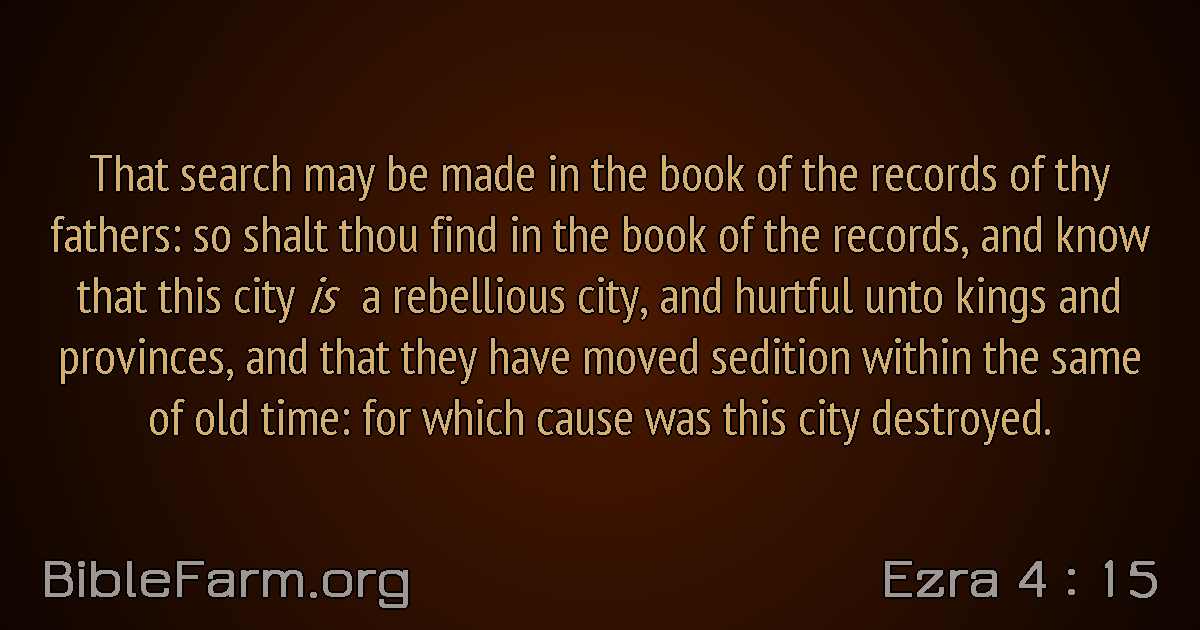 That search may be made in the book of the records of thy
fathers: so shalt thou find in the book of the records, and know
that this city is a rebellious city, and hurtful unto kings and
provinces, and that they have moved sedition within the same
of old time: for which cause was this city destroyed.
BibleFarm.org
Ezra 4 : 15